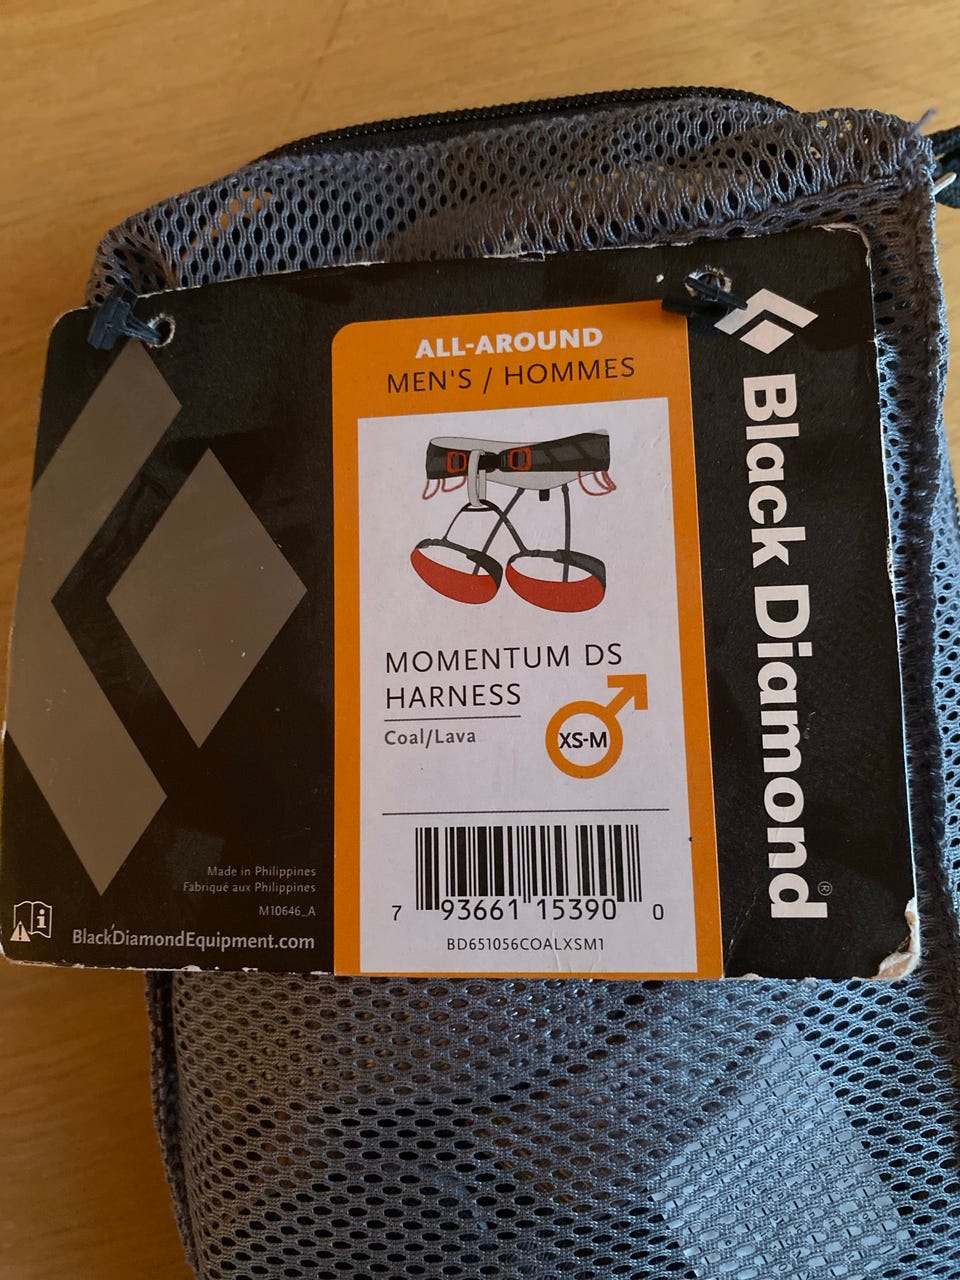 ALL-AROUND
MEN'S / HOMMES
MOMENTUM DS
HARNESS
Coal/Lava
XS-M
7 93661 15390 0
BD651056COALXSM1
Made in Philippines
Fabriqué aux Philippines
M10646_A
i
BlackDiamondEquipment.com
Black Diamond®